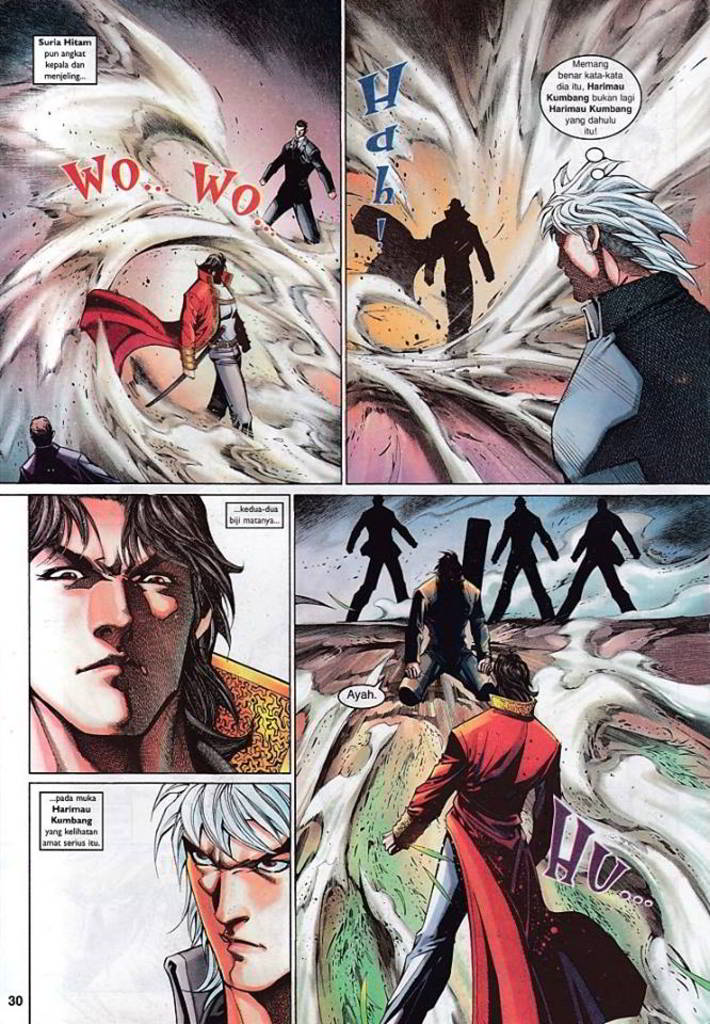 Suria Hitam
pun angkat
kepala dan
menjeling...
WO.. WO..
Hah!
Memang
benar kata-kata
dia itu, Harimau
Kumbang bukan lagi
Harimau Kumbang
yang dahulu
itu!
...kedua-dua
biji matanya...
...pada muka
Harimau
Kumbang
yang kelihatan
amat serius itu.
Ayah.
HU...
30